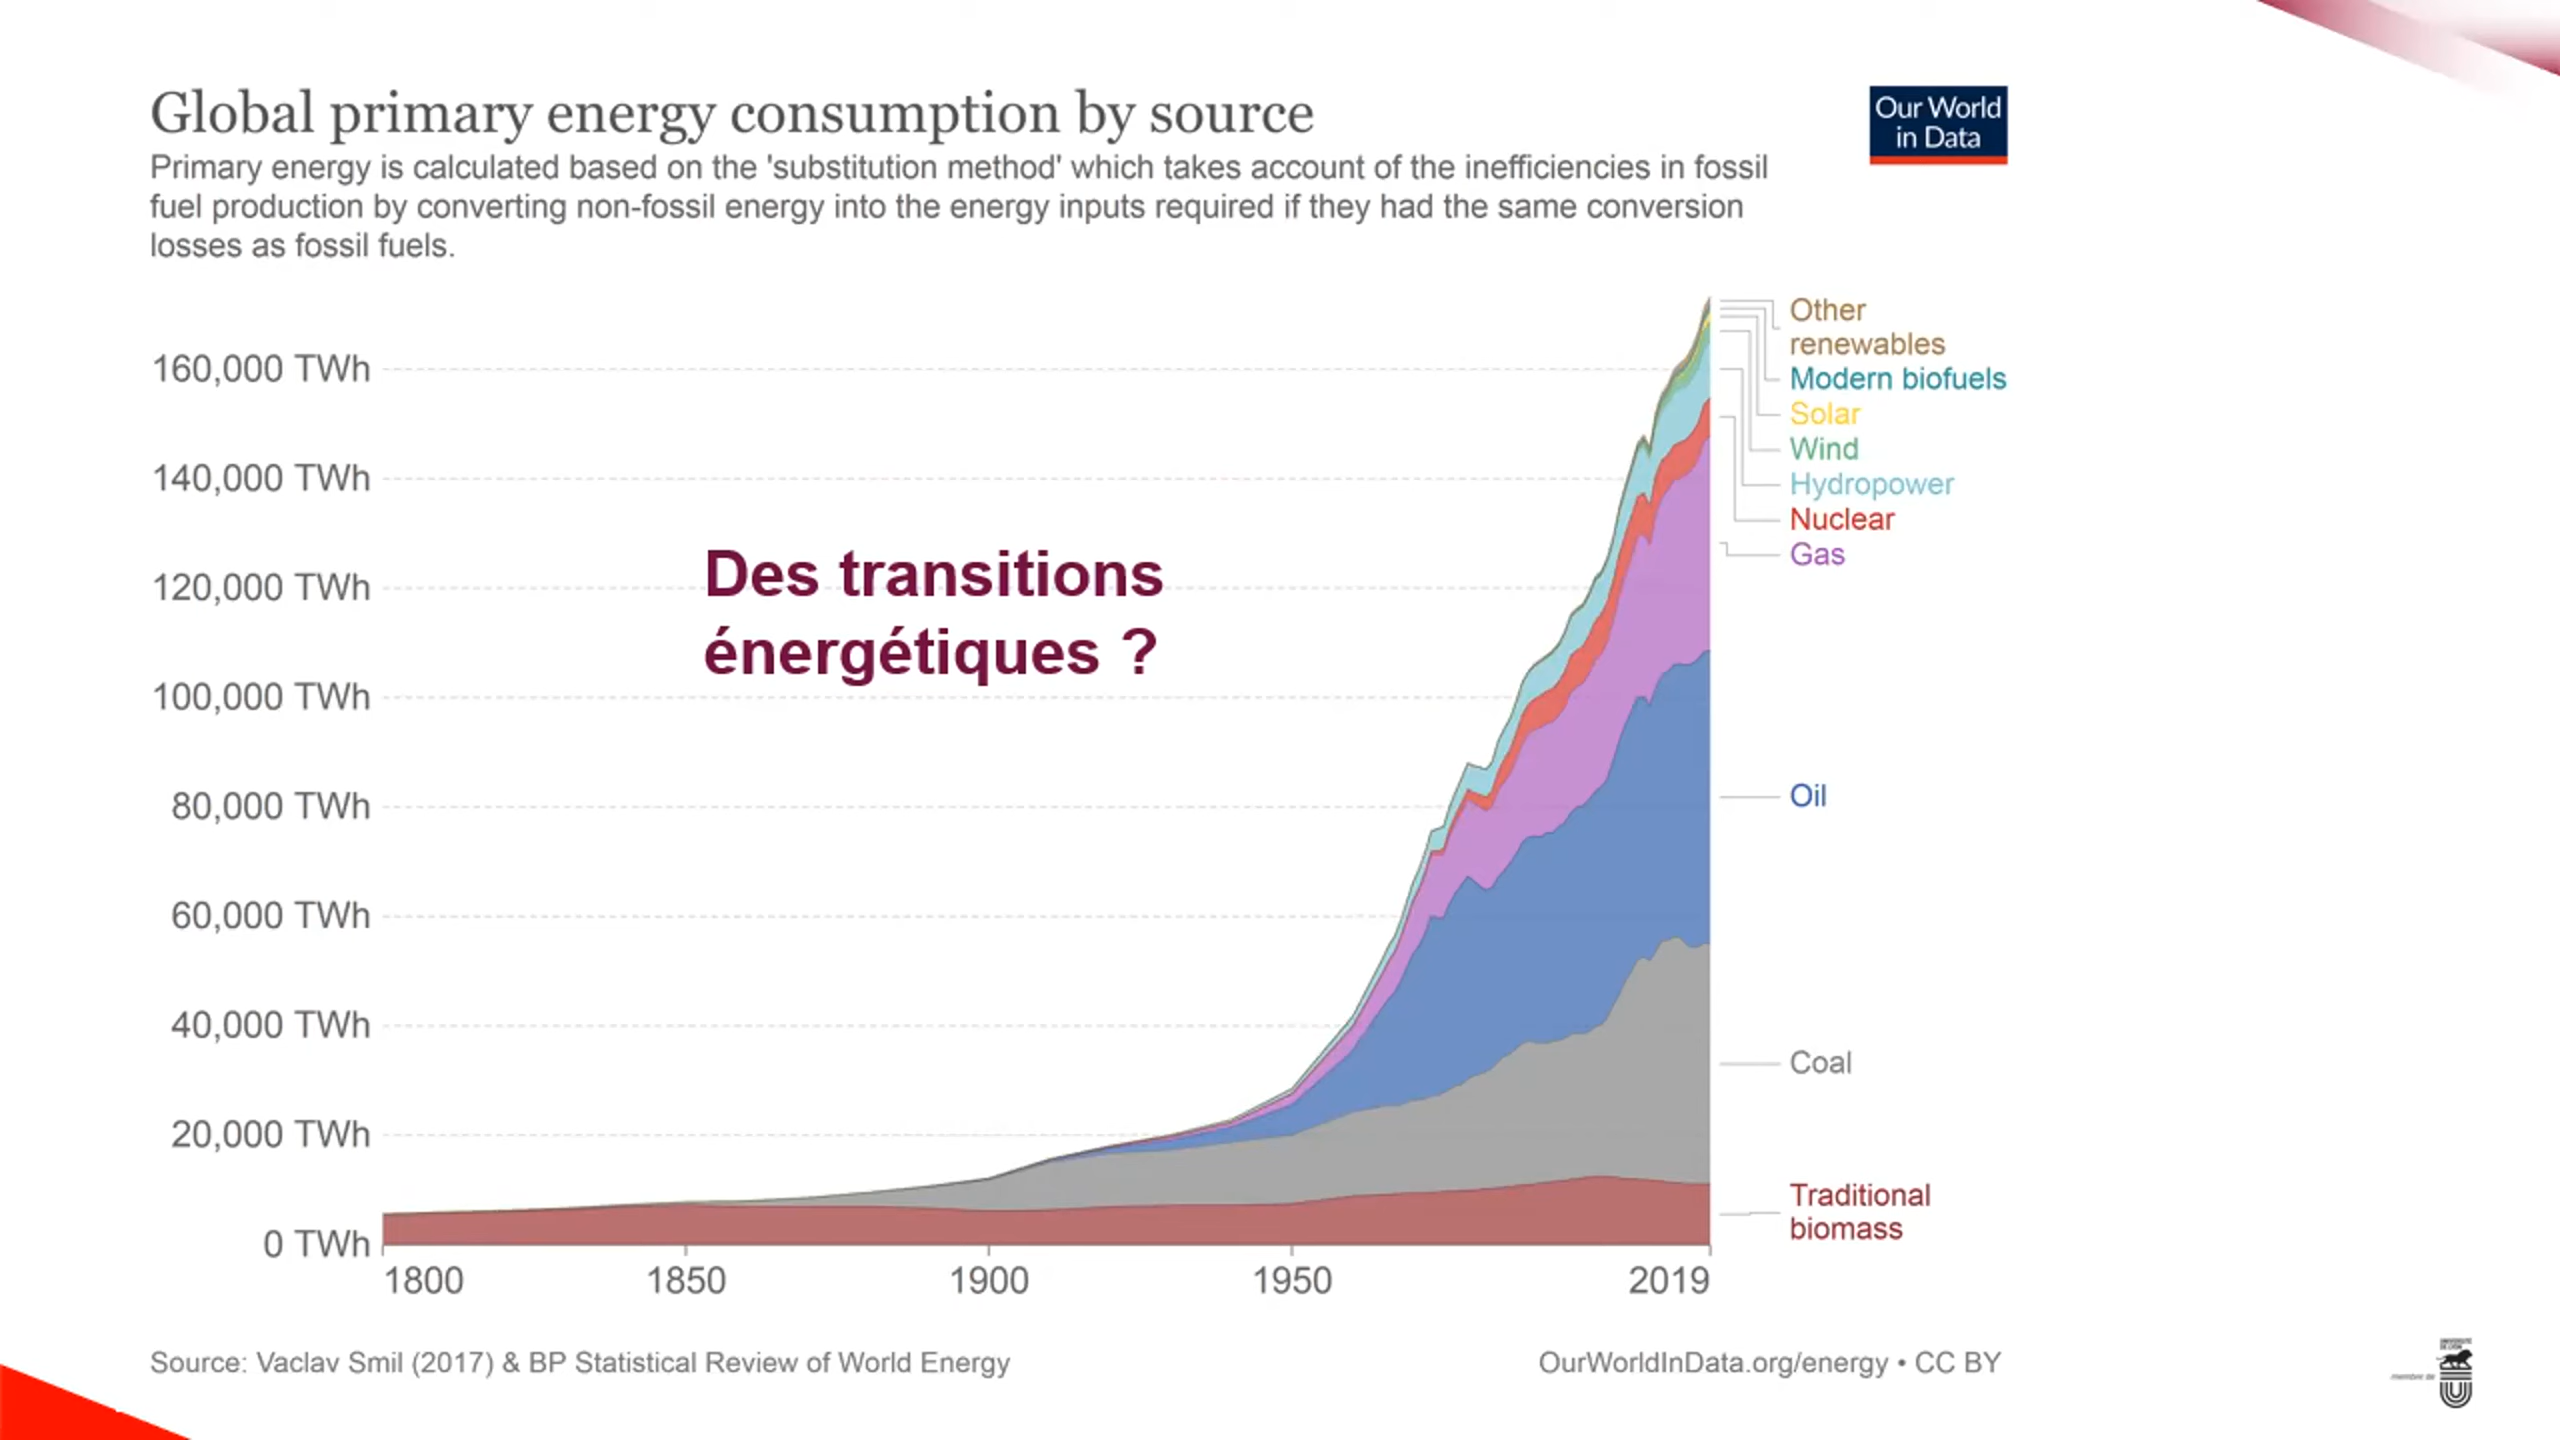 Global primary energy consumption by source
Our World
in Data
Primary energy is calculated based on the 'substitution method' which takes account of the inefficiencies in fossil
fuel production by converting non-fossil energy into the energy inputs required if they had the same conversion
losses as fossil fuels.
160,000 TWh
140,000 TWh
120,000 TWh
100,000 TWh
80,000 TWh
60,000 TWh
40,000 TWh
20,000 TWh
0 TWh
Des transitions
énergétiques ?
Other
renewables
Modern biofuels
Solar
Wind
Hydropower
Nuclear
Gas
Oil
Coal
Traditional
biomass
1800
1850
1900
1950
2019
Source: Vaclav Smil (2017) & BP Statistical Review of World Energy
OurWorldInData.org/energy • CC BY
UNIVERSITÉ
DE LYON
membre de